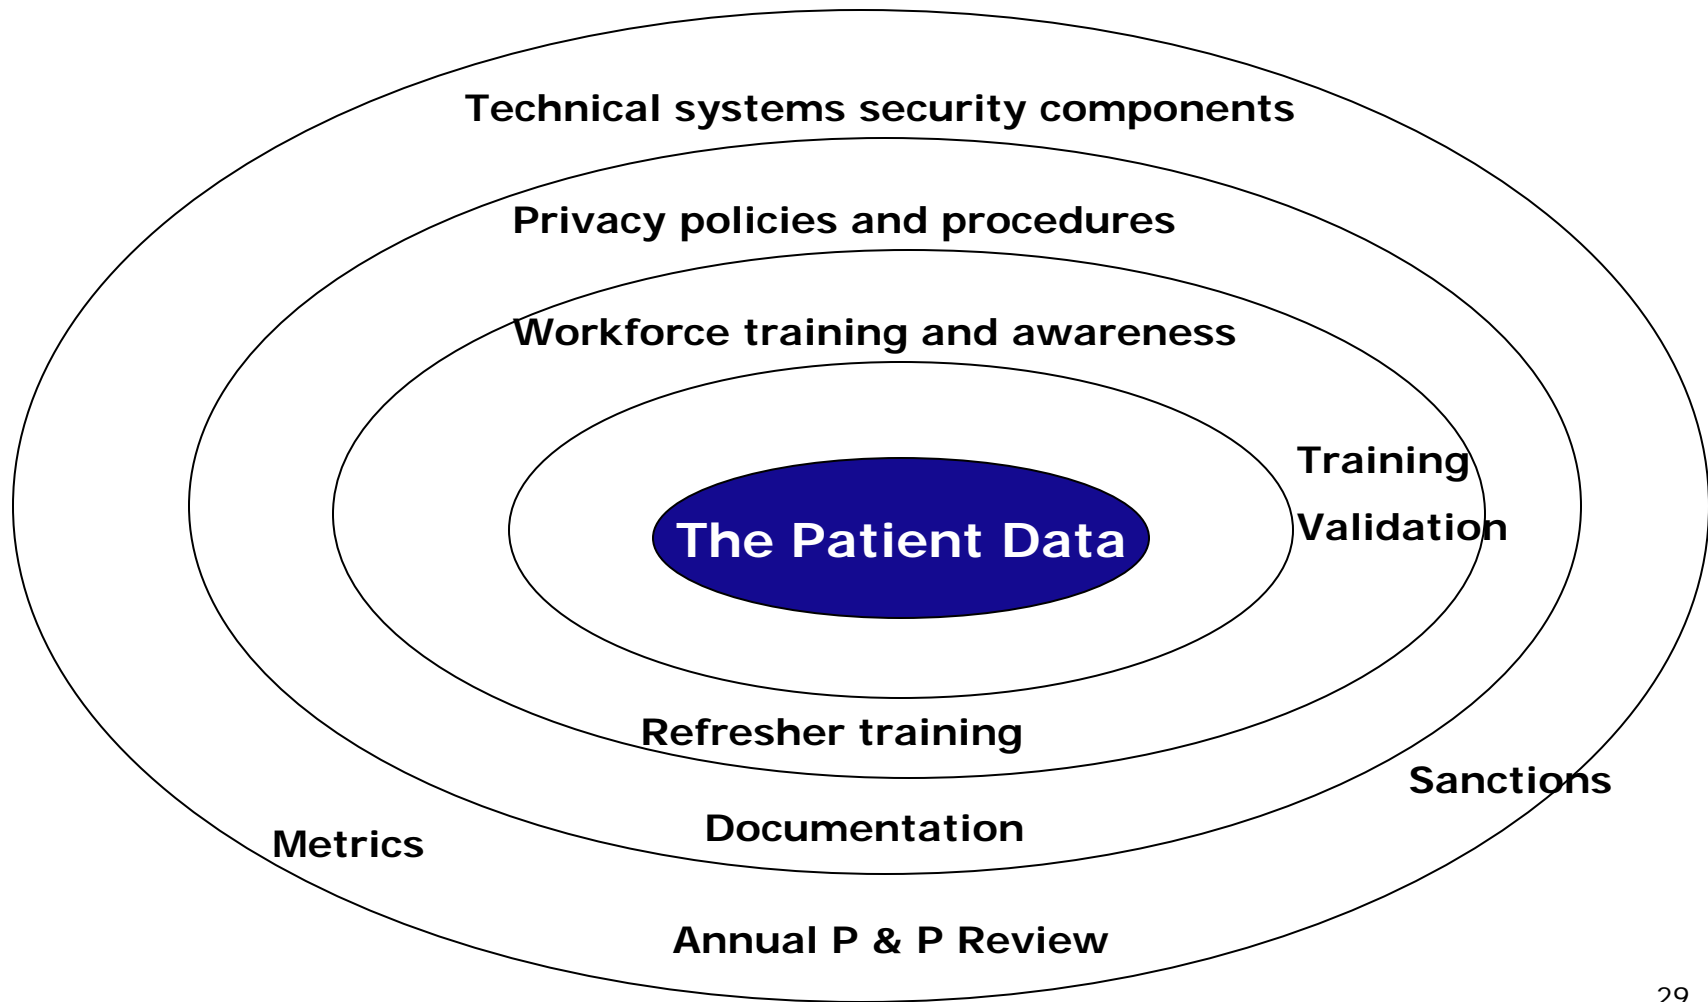 Technical systems security components
Privacy policies and procedures
Workforce training and awareness
Training
Validation
The Patient Data
Refresher training
Sanctions
Documentation
Metrics
Annual P & P Review
29